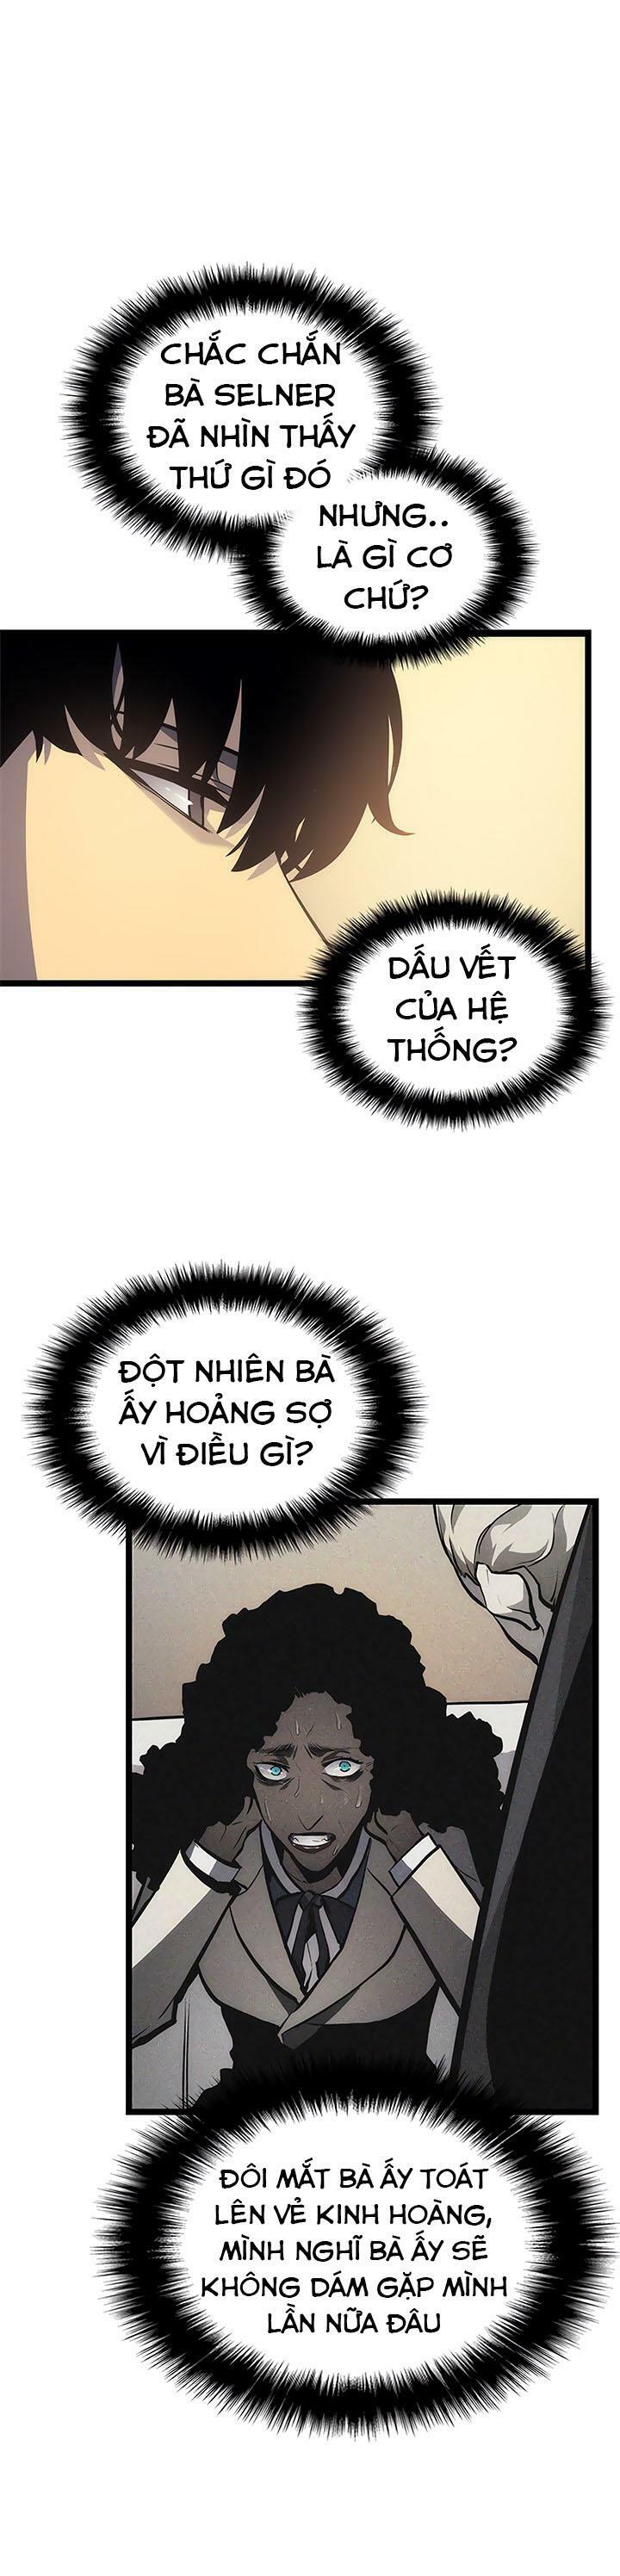 CHẮC CHẮN
BÀ SELNER
ĐÃ NHÌN THẤY
THỨ GÌ ĐÓ
NHƯNG..
LÀ GÌ CƠ
CHỨ?
DẤU VẾT
CỦA HỆ
THỐNG?
ĐỘT NHIÊN BÀ
ẤY HOẢNG SỢ
VÌ ĐIỀU GÌ?
ĐÔI MẮT BÀ ẤY TOÁT
LÊN VẺ KINH HOÀNG,
MÌNH NGHĨ BÀ ẤY SẼ
KHÔNG DÁM GẶP MÌNH
LẦN NỮA ĐÂU